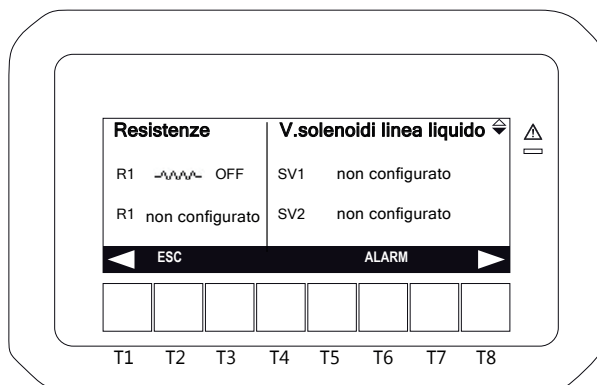 Resistenze
V.solenoidi linea liquido
R1 OFF
SV1 non configurato
R1 non configurato
SV2 non configurato
ESC ALARM
T1 T2 T3 T4 T5 T6 T7 T8